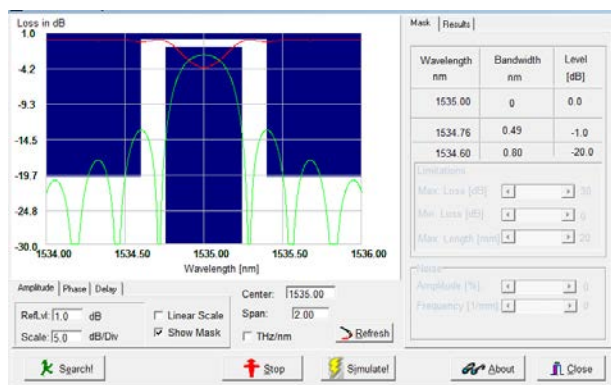 Loss in dB
1.0
-4.2
-9.3
-14.5
-19.7
-24.8
-30.0
1534.00 1534.50 1535.00 1535.50 1536.00
Wavelength [nm]
Amplitude Phase Delay
RefLvl: 1.0 dB
Scale: 5.0 dB/Div
Linear Scale
Show Mask
Center: 1535.00
Span: 2.00
THz/nm
Refresh
Mask Results
Wavelength nm Bandwidth nm Level [dB]
1535.00 0 0.0
1534.76 0.49 -1.0
1534.60 0.80 -20.0
Limitations
Max. Loss [dB] 30
Min. Loss [dB] 0
Max. Length [mm] 20
Noise
Amplitude (%) 0
Frequency [1/mm] 0
Search!
Stop
Simulate!
About
Close